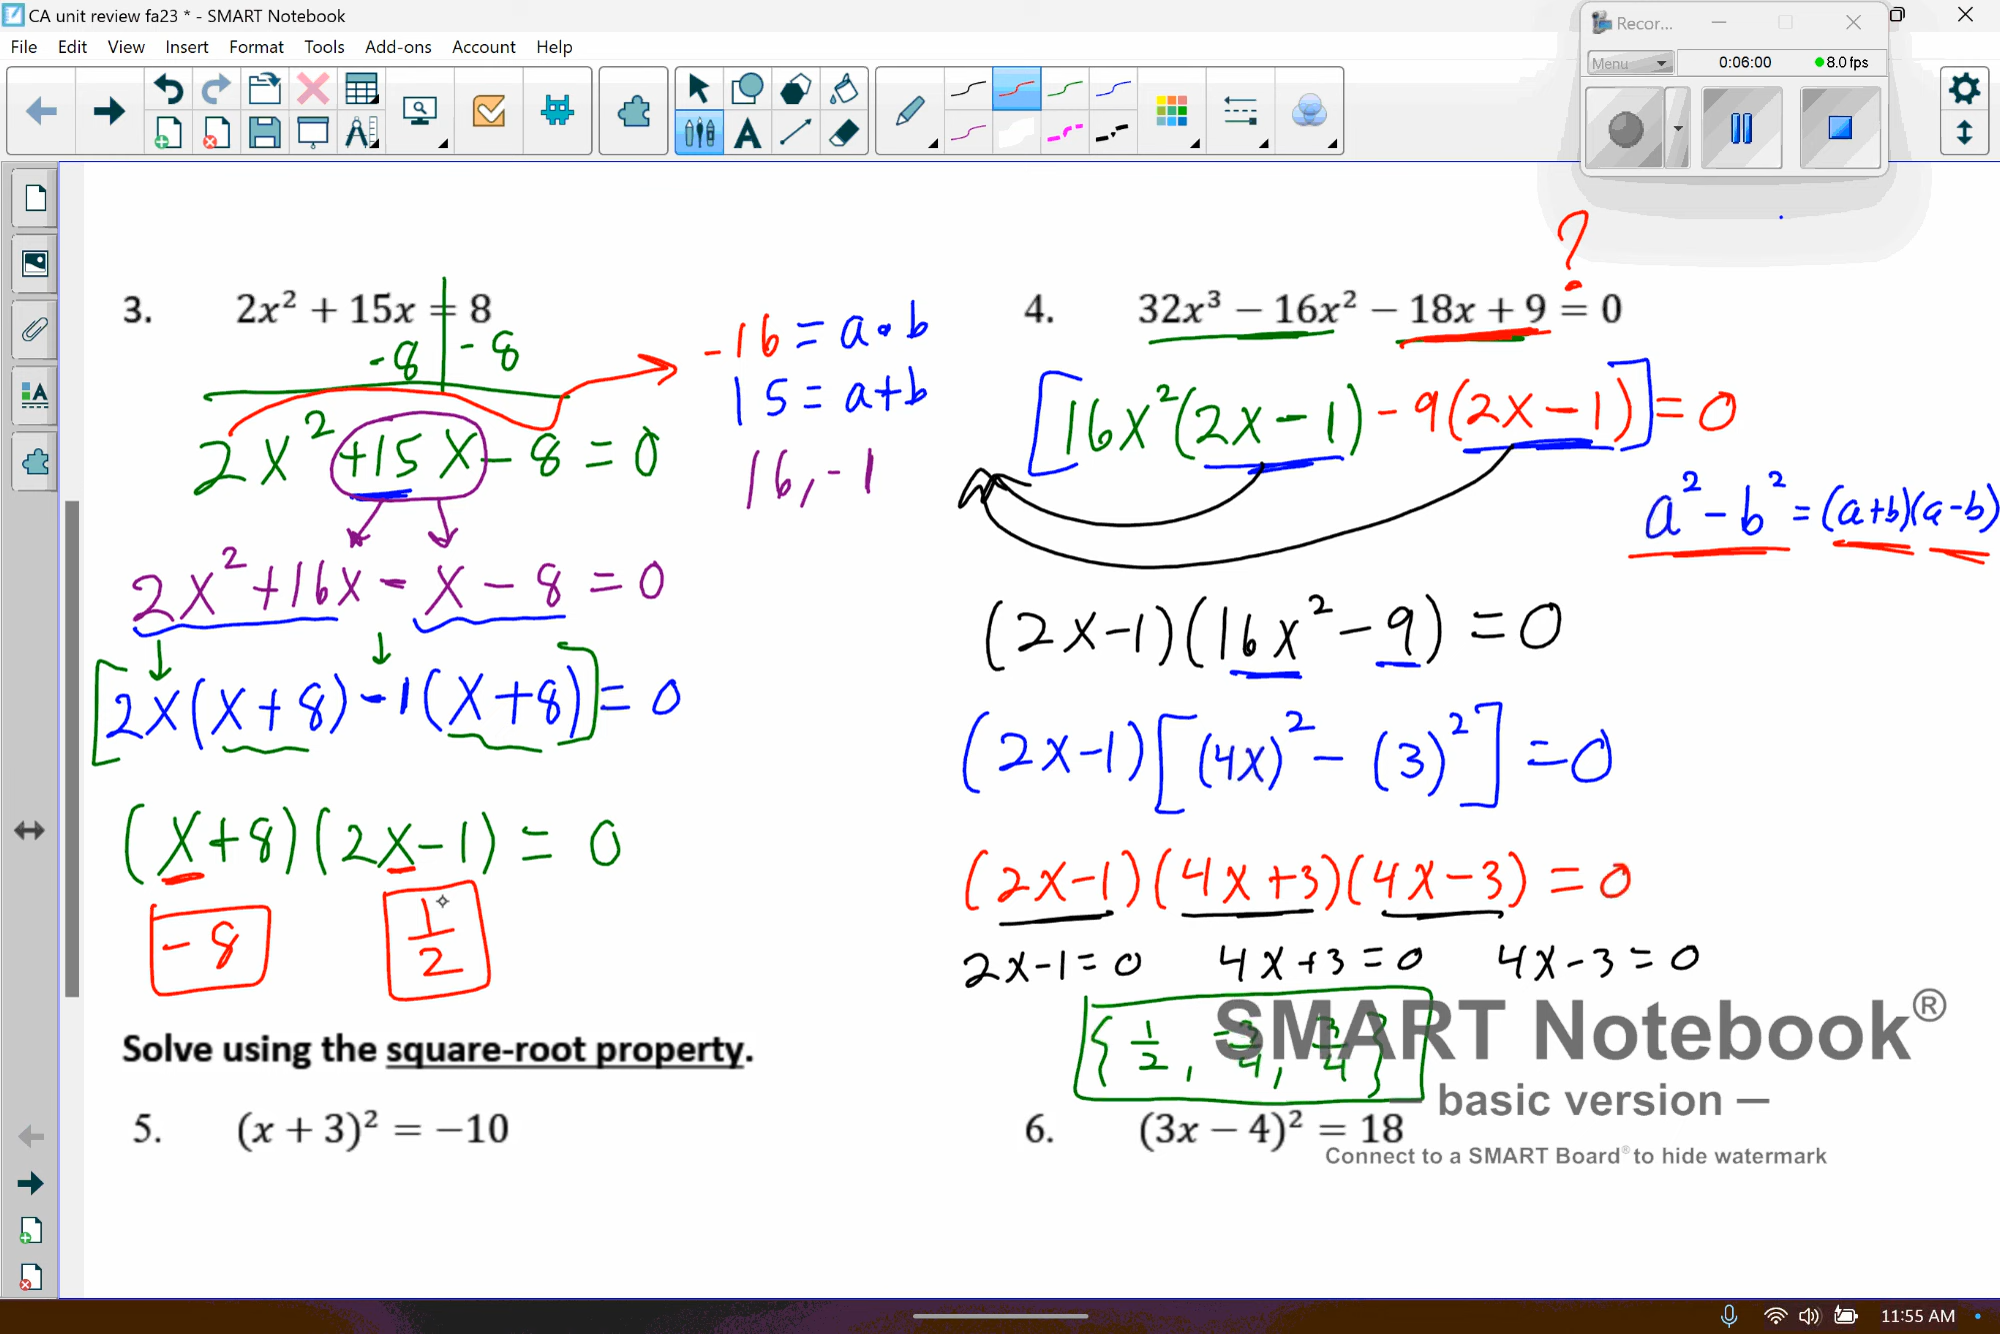 CA unit review fa23 * - SMART Notebook
File Edit View Insert Format Tools Add-ons Account Help
Recor...
Menu 0:06:00 8.0 fps
3. 2x² + 15x = 8
-8 -8
2x² +15x - 8 = 0
-16 = a • b
15 = a+b
16, -1
2x² +16x - x - 8 = 0
[2x(x+8) -1(x+8)] = 0
(x+8)(2x-1) = 0
-8 1/2
?
4. 32x³ − 16x² − 18x + 9 = 0
[16x²(2x-1) -9(2x-1)] = 0
a² - b² = (a+b)(a-b)
(2x-1)(16x² - 9) = 0
(2x-1)[(4x)² - (3)²] = 0
(2x-1)(4x+3)(4x-3) = 0
2x-1=0 4x+3=0 4x-3=0
{1/2, -3/4, 3/4}
Solve using the square-root property.
5. (x + 3)² = −10
6. (3x − 4)² = 18
SMART Notebook®
— basic version —
Connect to a SMART Board® to hide watermark
11:55 AM